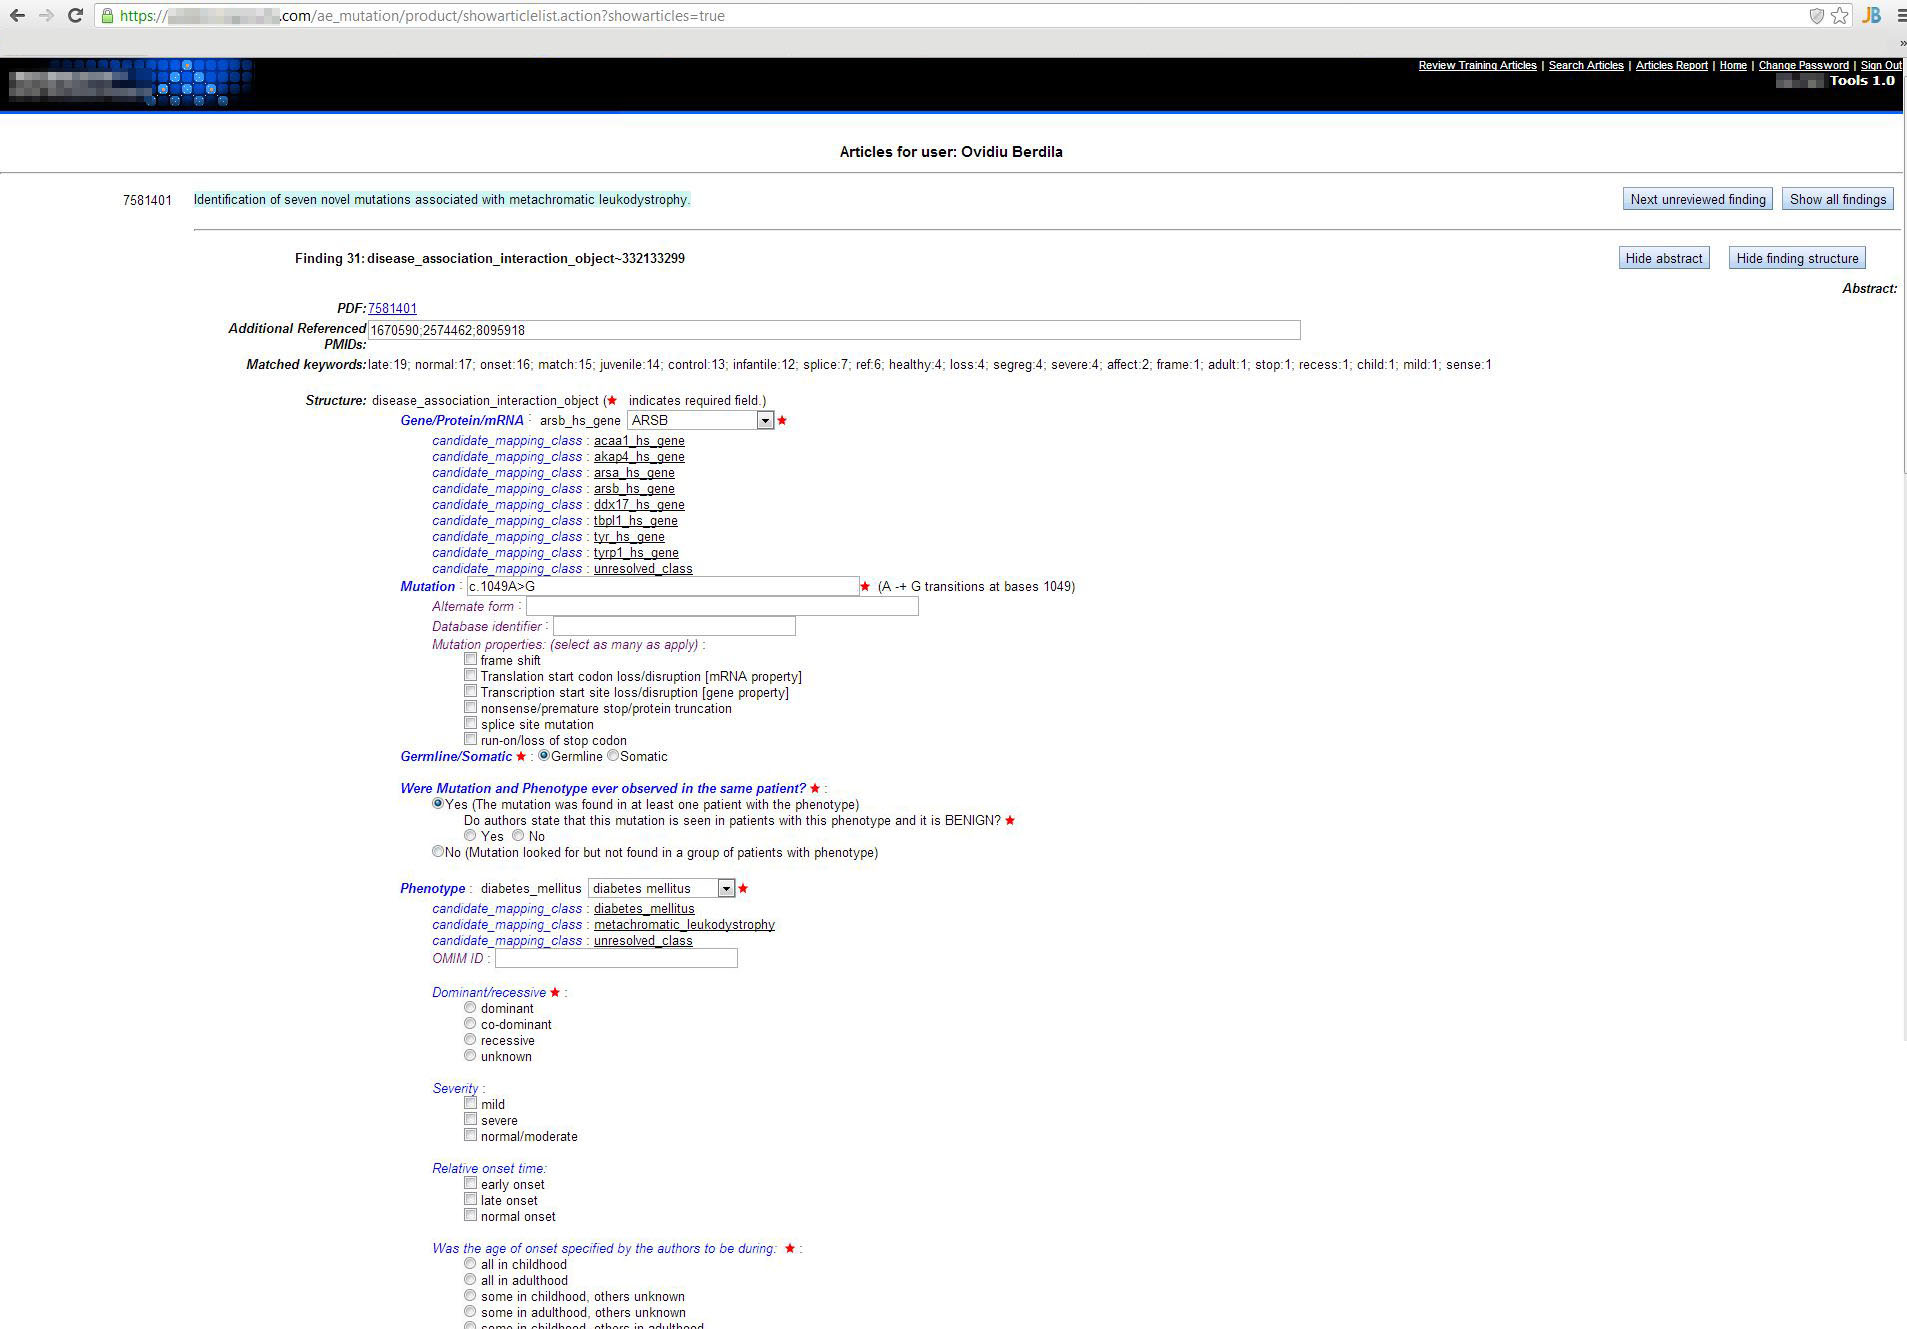 https:// .com/ae_mutation/product/showarticlelist.action?showarticles=true
JB
»
Review Training Articles | Search Articles | Articles Report | Home | Change Password | Sign Out
Tools 1.0
Articles for user: Ovidiu Berdila
7581401 Identification of seven novel mutations associated with metachromatic leukodystrophy. Next unreviewed finding Show all findings
Finding 31: disease_association_interaction_object~332133299 Hide abstract Hide finding structure
Abstract:
PDF: 7581401
Additional Referenced PMIDs: 1670590;2574462;8095918
Matched keywords: late:19; normal:17; onset:16; match:15; juvenile:14; control:13; infantile:12; splice:7; ref:6; healthy:4; loss:4; segreg:4; severe:4; affect:2; frame:1; adult:1; stop:1; recess:1; child:1; mild:1; sense:1
Structure: disease_association_interaction_object (★ indicates required field.)
Gene/Protein/mRNA : arsb_hs_gene ARSB ★
candidate_mapping_class : acaa1_hs_gene
candidate_mapping_class : akap4_hs_gene
candidate_mapping_class : arsa_hs_gene
candidate_mapping_class : arsb_hs_gene
candidate_mapping_class : ddx17_hs_gene
candidate_mapping_class : tbpl1_hs_gene
candidate_mapping_class : tyr_hs_gene
candidate_mapping_class : tyrp1_hs_gene
candidate_mapping_class : unresolved_class
Mutation : c.1049A>G ★ (A -+ G transitions at bases 1049)
Alternate form :
Database identifier :
Mutation properties: (select as many as apply) :
frame shift
Translation start codon loss/disruption [mRNA property]
Transcription start site loss/disruption [gene property]
nonsense/premature stop/protein truncation
splice site mutation
run-on/loss of stop codon
Germline/Somatic ★ : Germline Somatic
Were Mutation and Phenotype ever observed in the same patient? ★ :
Yes (The mutation was found in at least one patient with the phenotype)
Do authors state that this mutation is seen in patients with this phenotype and it is BENIGN? ★
Yes No
No (Mutation looked for but not found in a group of patients with phenotype)
Phenotype : diabetes_mellitus diabetes mellitus ★
candidate_mapping_class : diabetes_mellitus
candidate_mapping_class : metachromatic_leukodystrophy
candidate_mapping_class : unresolved_class
OMIM ID :
Dominant/recessive ★ :
dominant
co-dominant
recessive
unknown
Severity :
mild
severe
normal/moderate
Relative onset time:
early onset
late onset
normal onset
Was the age of onset specified by the authors to be during: ★ :
all in childhood
all in adulthood
some in childhood, others unknown
some in adulthood, others unknown
some in childhood, others in adulthood